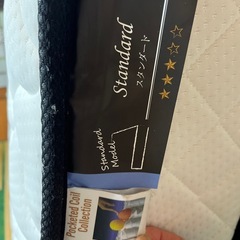 Standard
スタンダード
★★★☆☆
Standard
Model
Pocketed Coil
Collection